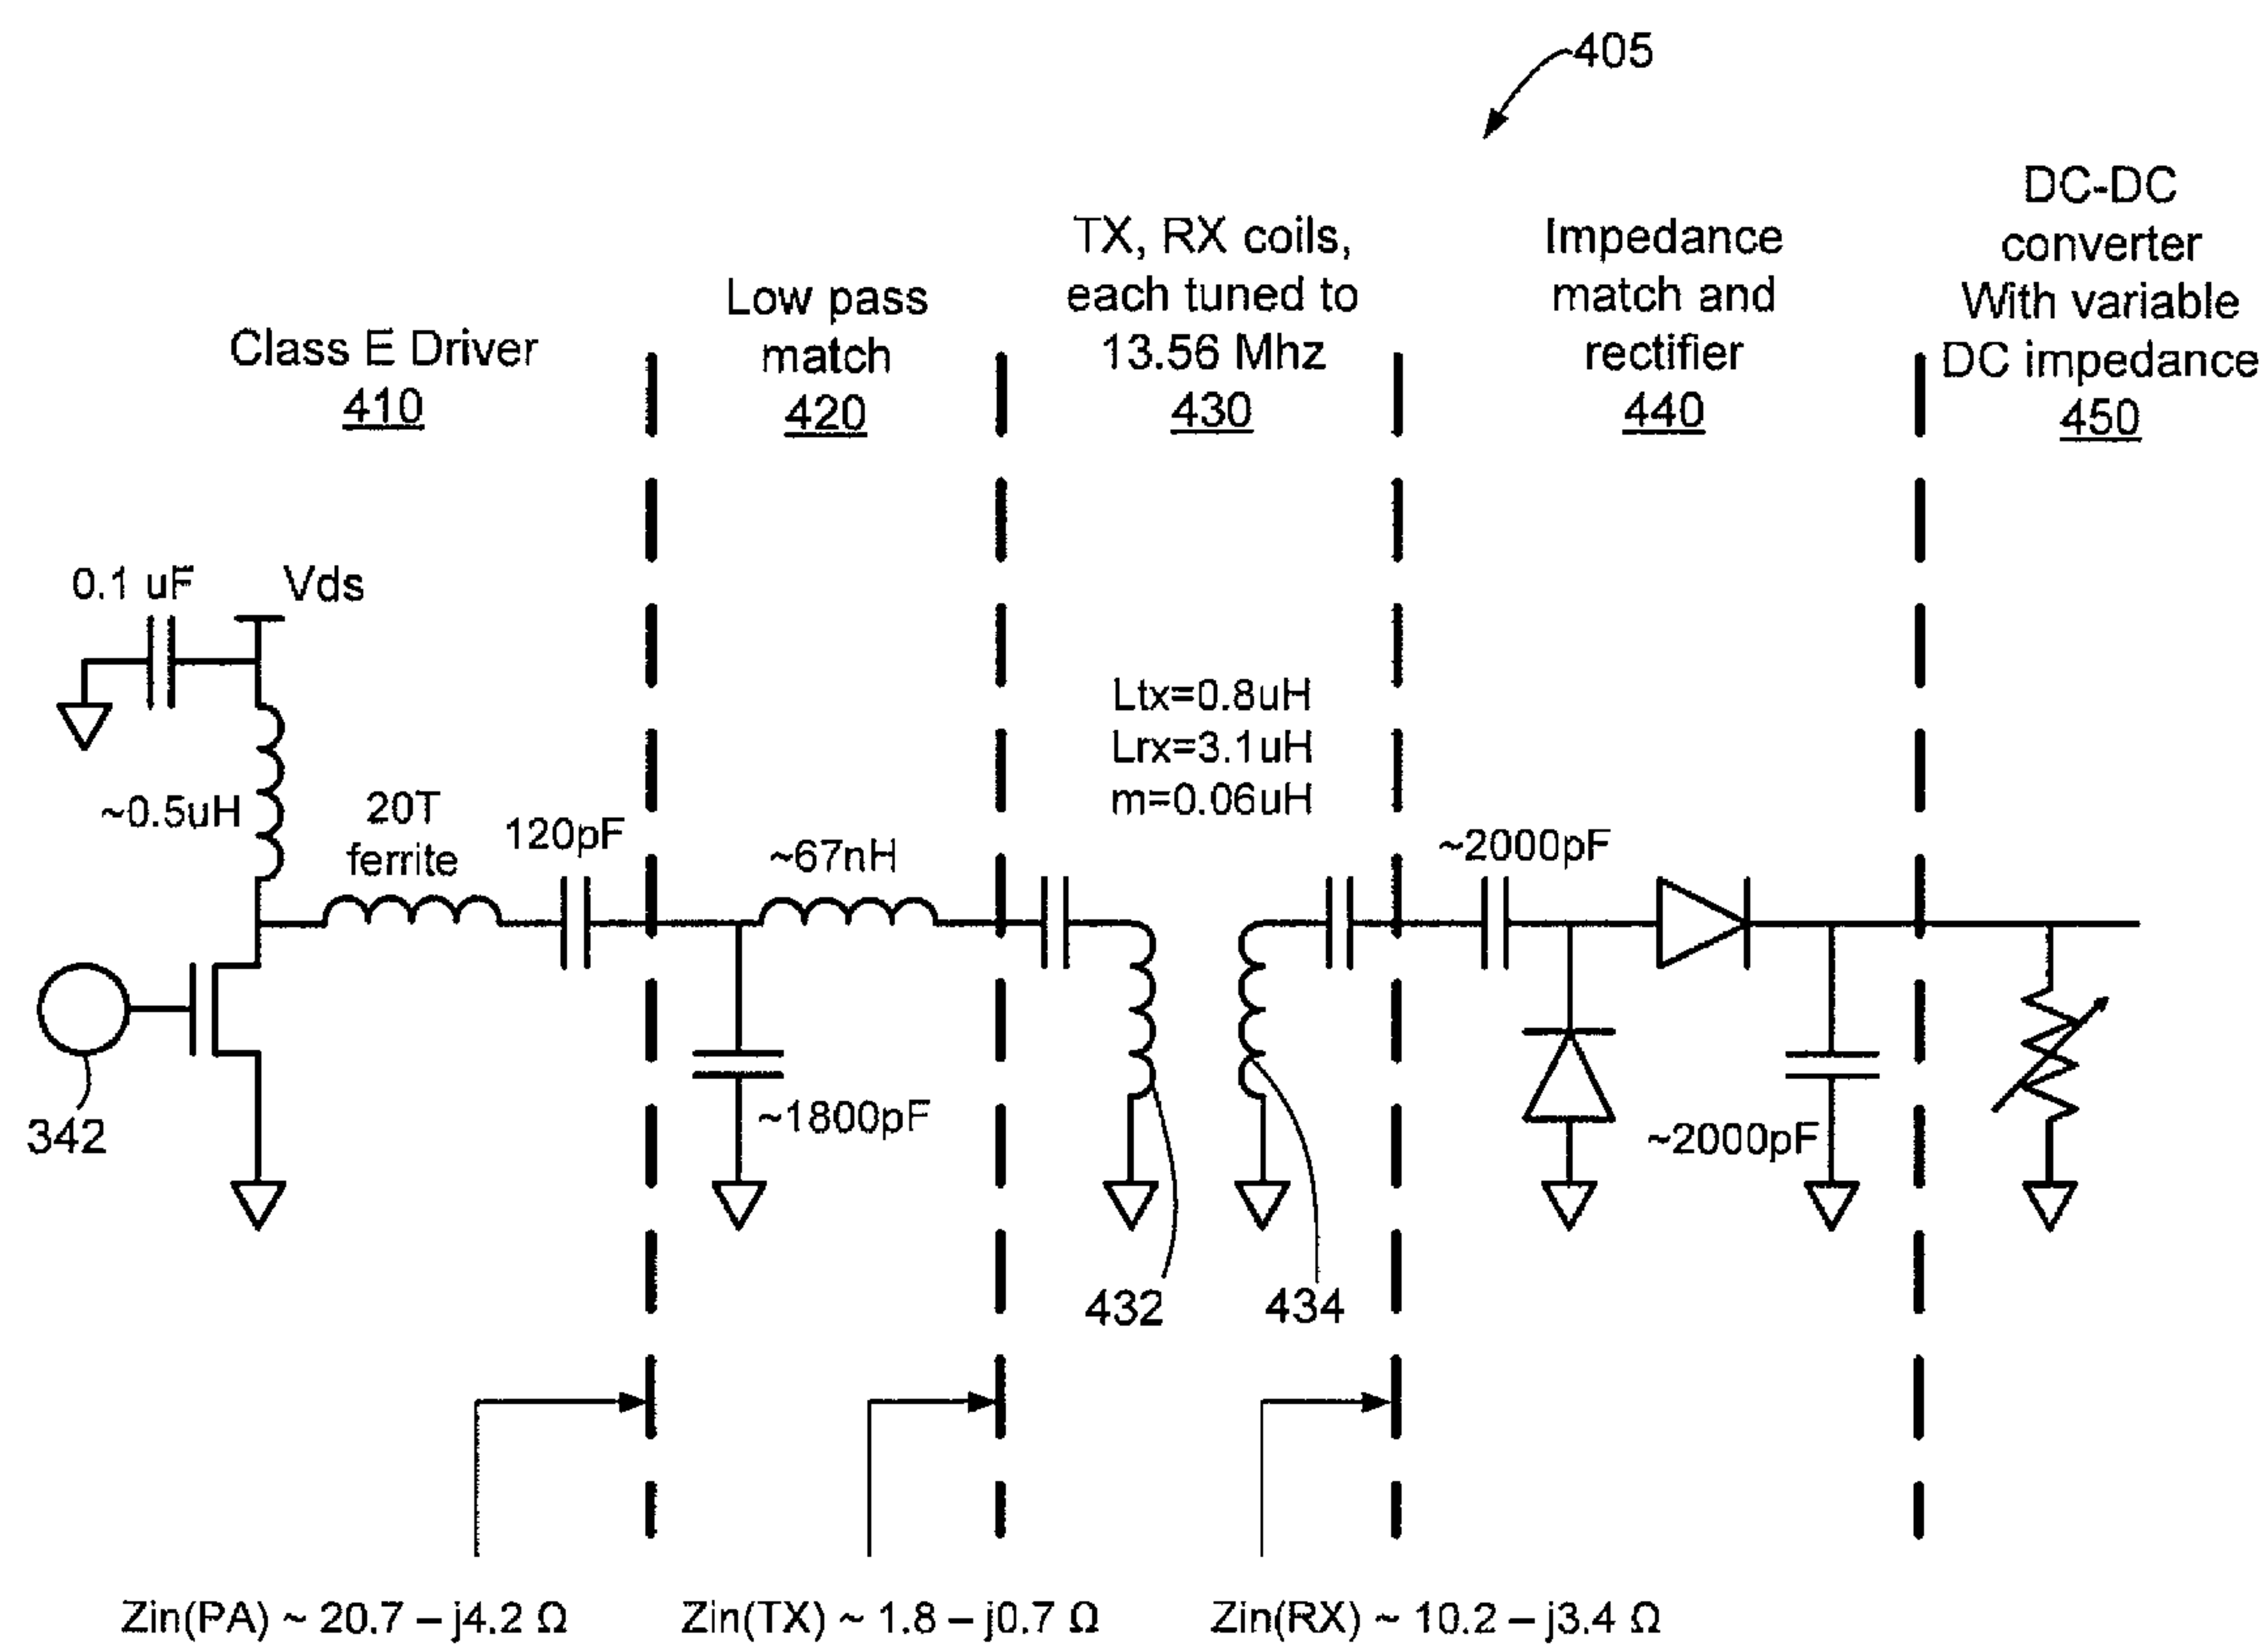 405
Class E Driver
410
Low pass
match
420
TX, RX coils,
each tuned to
13.56 Mhz
430
Impedance
match and
rectifier
440
DC-DC
converter
With variable
DC impedance
450
0.1 uF
Vds
~0.5uH
20T
ferrite
120pF
~67nH
Ltx=0.8uH
Lrx=3.1uH
m=0.06uH
~2000pF
342
~1800pF
~2000pF
432
434
Zin(PA) ~ 20.7 – j4.2 Ω
Zin(TX) ~ 1.8 – j0.7 Ω
Zin(RX) ~ 10.2 – j3.4 Ω